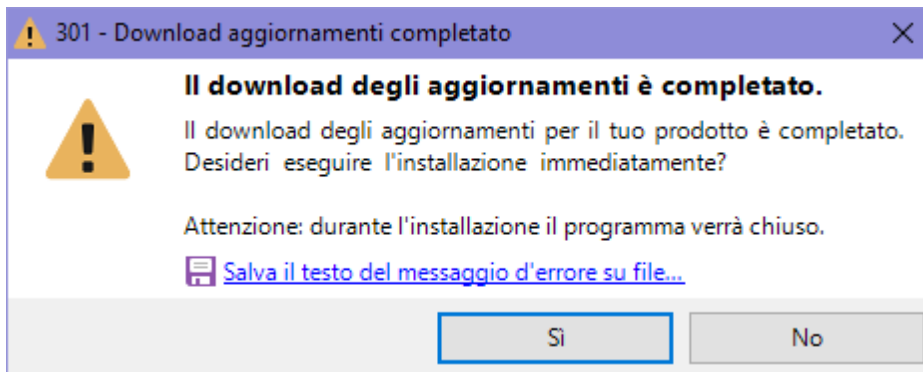 301 - Download aggiornamenti completato
Il download degli aggiornamenti è completato.
Il download degli aggiornamenti per il tuo prodotto è completato.
Desideri eseguire l'installazione immediatamente?
Attenzione: durante l'installazione il programma verrà chiuso.
Salva il testo del messaggio d'errore su file...
Sì
No